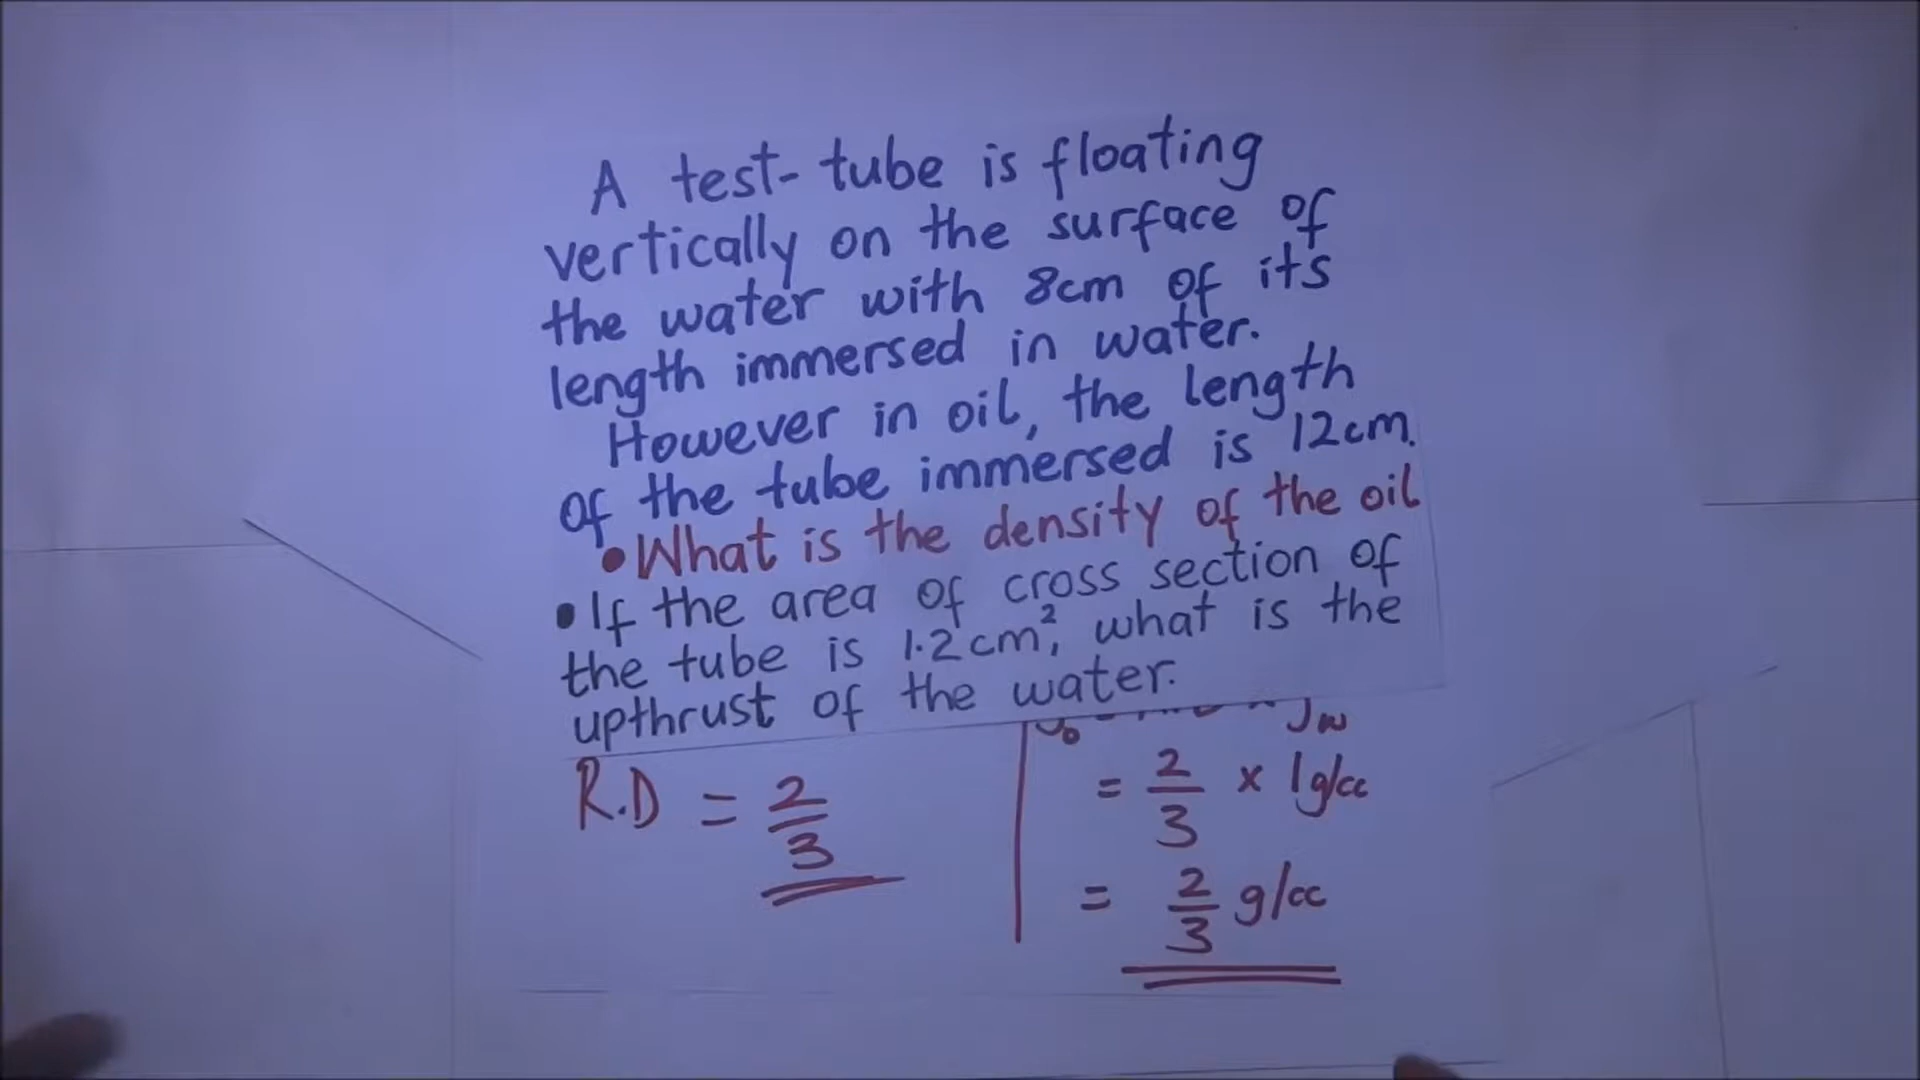 A test-tube is floating
vertically on the surface of
the water with 8cm of its
length immersed in water.
However in oil, the length
of the tube immersed is 12cm.
•What is the density of the oil
•If the area of cross section of
the tube is 1.2cm², what is the
upthrust of the water.
R.D = 2/3
= 2/3 × 1g/cc
= 2/3 g/cc